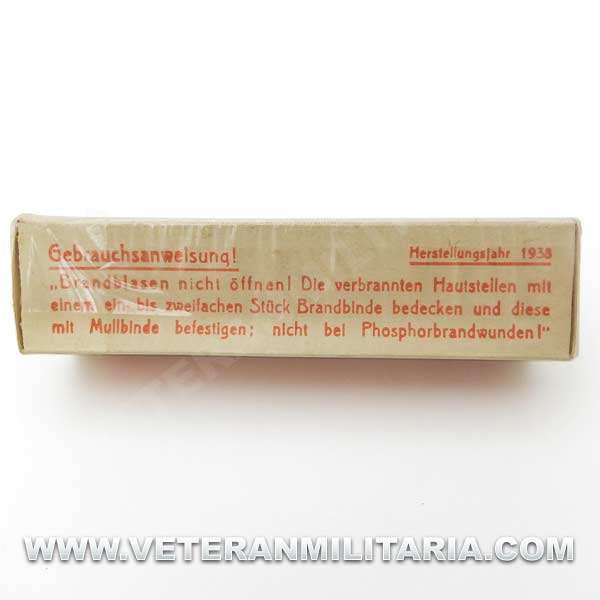 Gebrauchsanweisung! Herstellungsjahr 1938
„Brandblasen nicht öffnen! Die verbrannten Hautstellen mit
einem ein- bis zweifachen Stück Brandbinde bedecken und diese
mit Mullbinde befestigen; nicht bei Phosphorbrandwunden!"
WWW.VETERANMILITARIA.COM